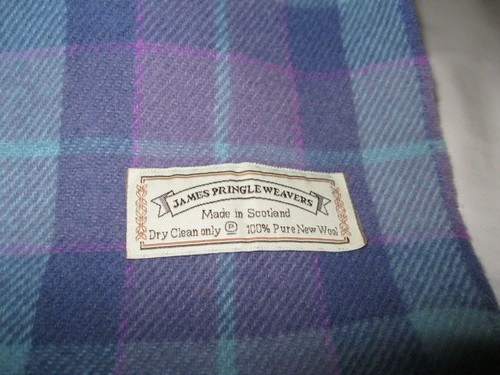 JAMES PRINGLE WEAVERS
Made in Scotland
Dry Clean only P 100% Pure New Wool